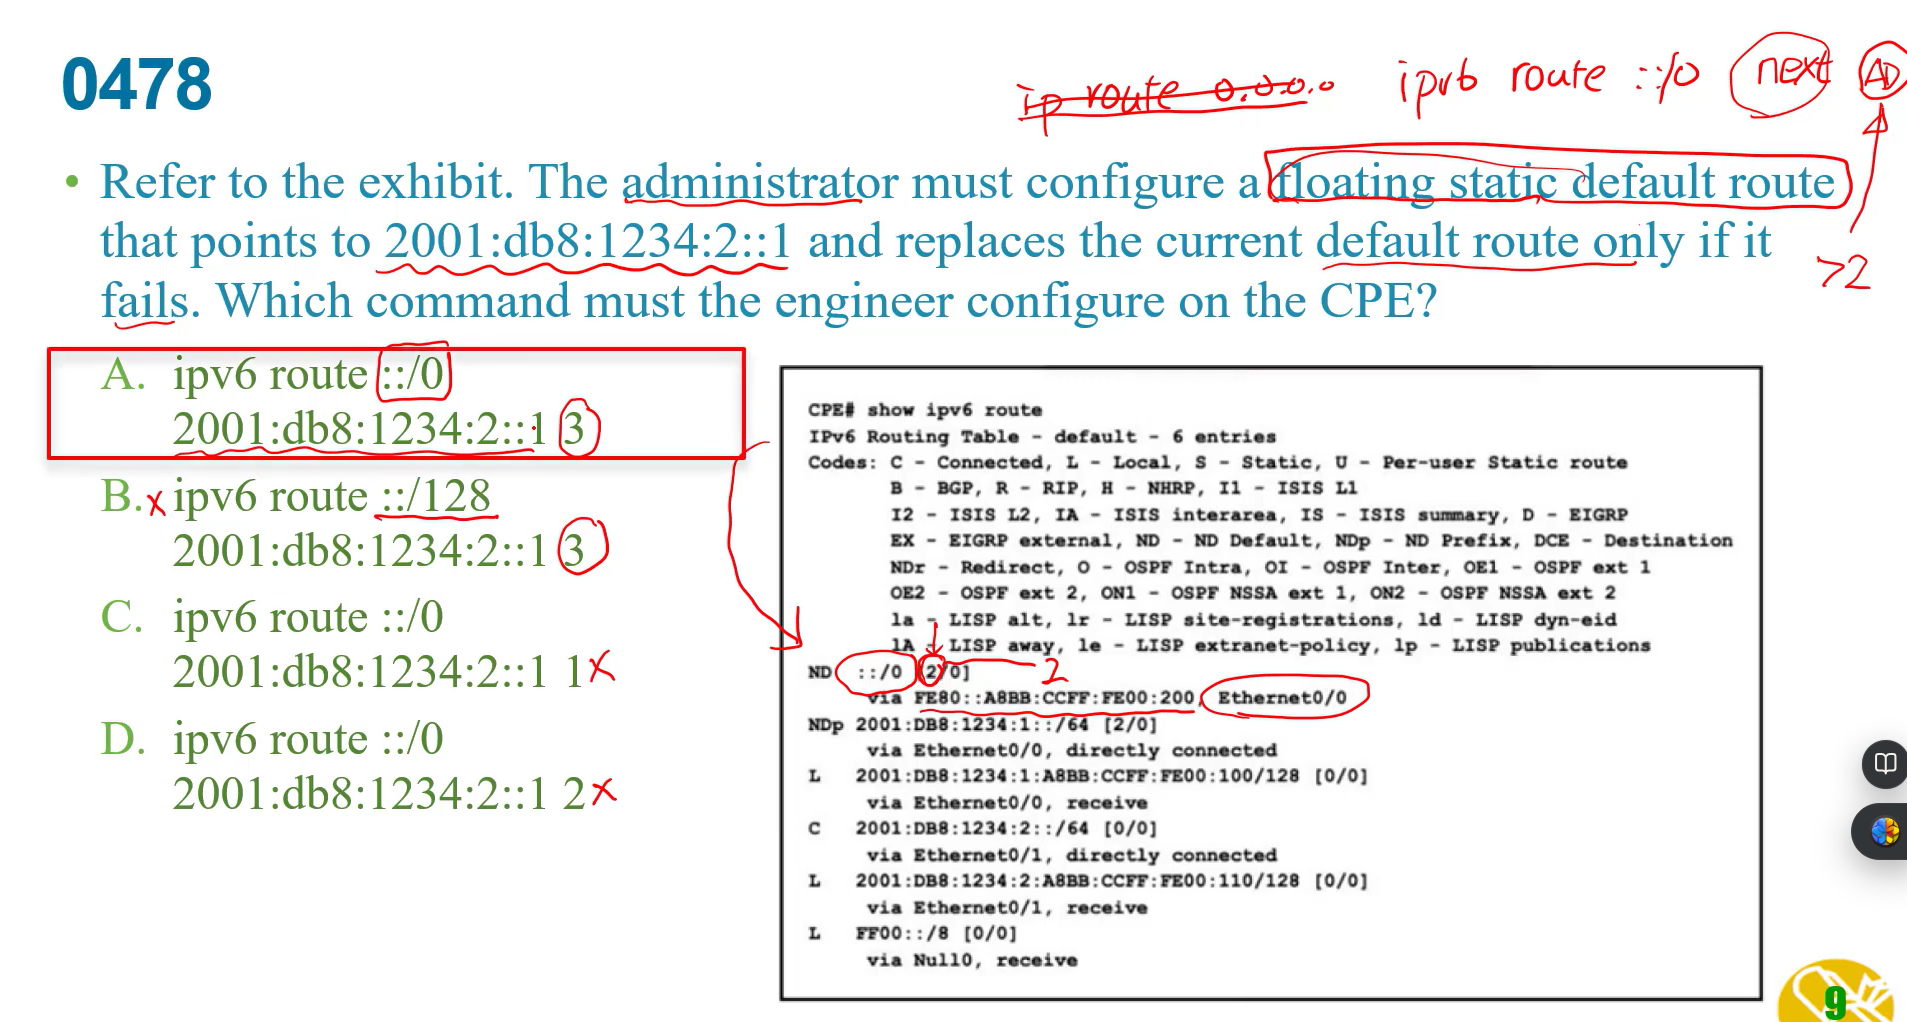 0478
ip route 0.0.0.0
ipv6 route ::/0 next AD
• Refer to the exhibit. The administrator must configure a floating static default route
that points to 2001:db8:1234:2::1 and replaces the current default route only if it
fails. Which command must the engineer configure on the CPE?
>2
A. ipv6 route ::/0
2001:db8:1234:2::1 3
B. x ipv6 route ::/128
2001:db8:1234:2::1 3
C. ipv6 route ::/0
2001:db8:1234:2::1 1 x
D. ipv6 route ::/0
2001:db8:1234:2::1 2 x
CPE# show ipv6 route
IPv6 Routing Table - default - 6 entries
Codes: C - Connected, L - Local, S - Static, U - Per-user Static route
B - BGP, R - RIP, H - NHRP, I1 - ISIS L1
I2 - ISIS L2, IA - ISIS interarea, IS - ISIS summary, D - EIGRP
EX - EIGRP external, ND - ND Default, NDp - ND Prefix, DCE - Destination
NDr - Redirect, O - OSPF Intra, OI - OSPF Inter, OE1 - OSPF ext 1
OE2 - OSPF ext 2, ON1 - OSPF NSSA ext 1, ON2 - OSPF NSSA ext 2
la - LISP alt, lr - LISP site-registrations, ld - LISP dyn-eid
lA - LISP away, le - LISP extranet-policy, lp - LISP publications
ND ::/0 [2/0] 2
via FE80::A8BB:CCFF:FE00:200, Ethernet0/0
NDp 2001:DB8:1234:1::/64 [2/0]
via Ethernet0/0, directly connected
L 2001:DB8:1234:1:A8BB:CCFF:FE00:100/128 [0/0]
via Ethernet0/0, receive
C 2001:DB8:1234:2::/64 [0/0]
via Ethernet0/1, directly connected
L 2001:DB8:1234:2:A8BB:CCFF:FE00:110/128 [0/0]
via Ethernet0/1, receive
L FF00::/8 [0/0]
via Null0, receive
9